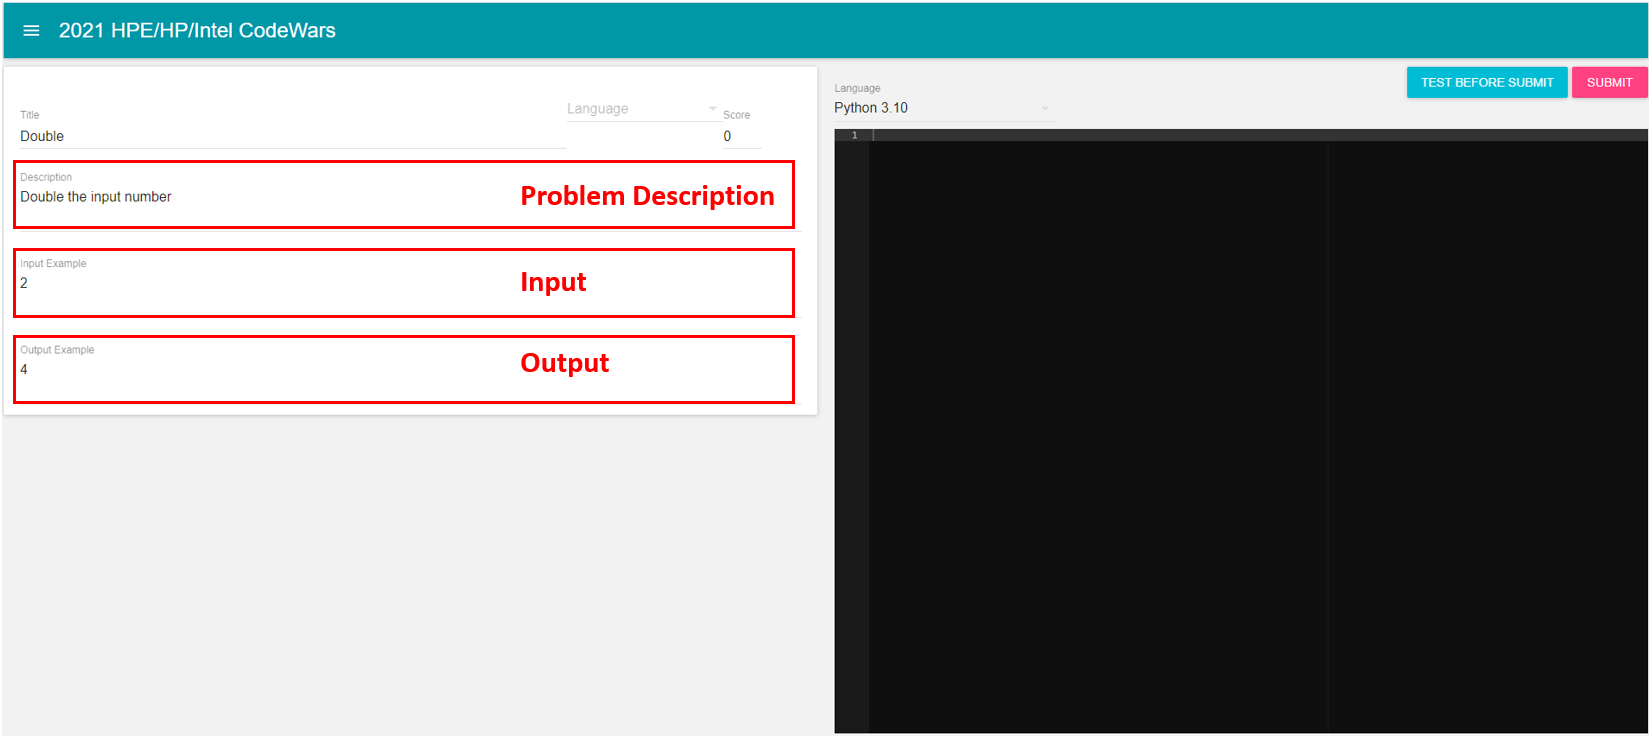 2021 HPE/HP/Intel CodeWars
Title
Double
Language
Score
0
Description
Double the input number
Problem Description
Input Example
2
Input
Output Example
4
Output
Language
Python 3.10
TEST BEFORE SUBMIT
SUBMIT
1